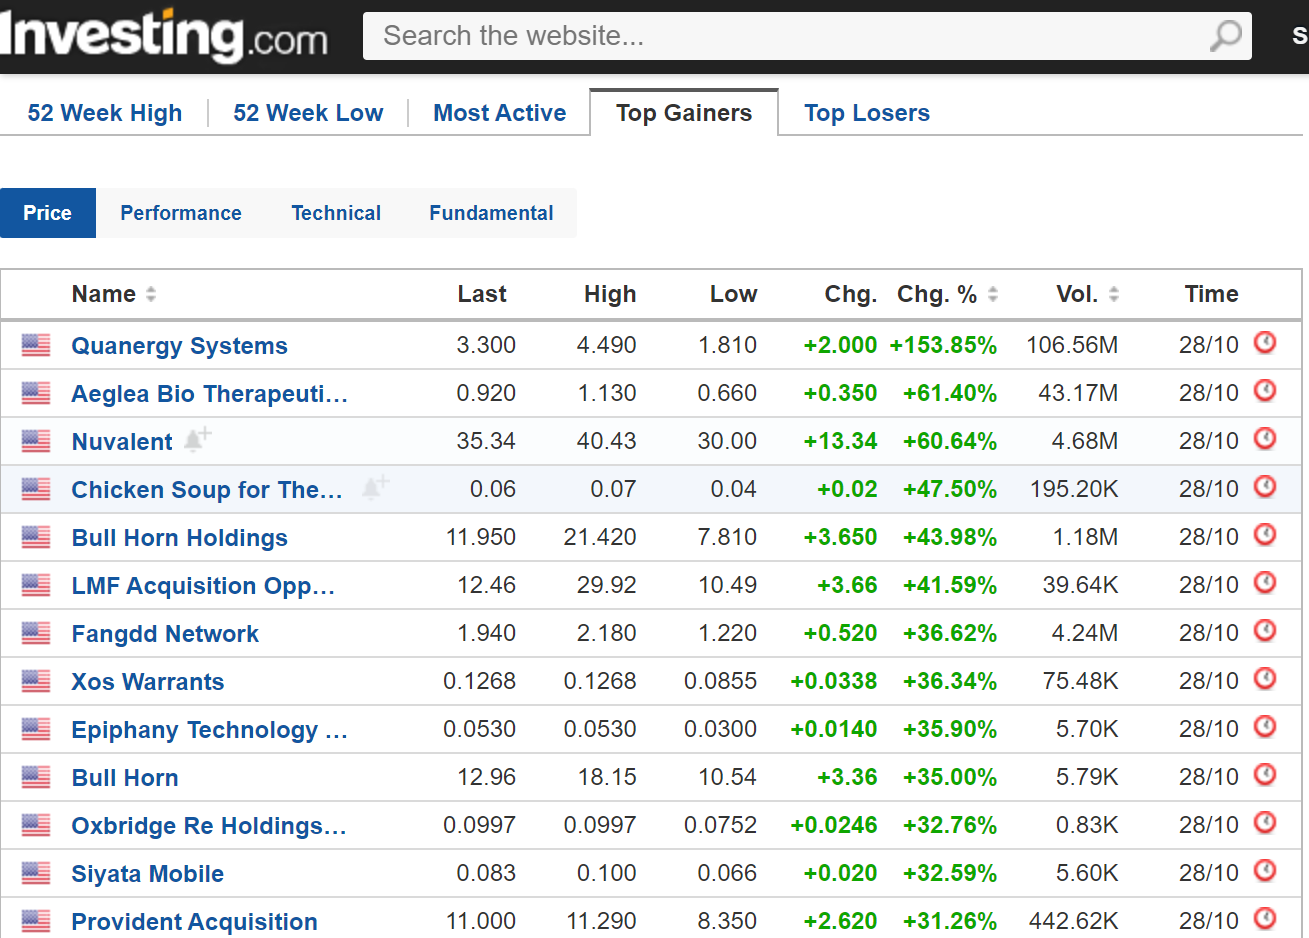 Investing.com Search the website... S
52 Week High 52 Week Low Most Active Top Gainers Top Losers
Price Performance Technical Fundamental
Name Last High Low Chg. Chg. % Vol. Time
Quanergy Systems 3.300 4.490 1.810 +2.000 +153.85% 106.56M 28/10
Aeglea Bio Therapeuti... 0.920 1.130 0.660 +0.350 +61.40% 43.17M 28/10
Nuvalent 35.34 40.43 30.00 +13.34 +60.64% 4.68M 28/10
Chicken Soup for The... 0.06 0.07 0.04 +0.02 +47.50% 195.20K 28/10
Bull Horn Holdings 11.950 21.420 7.810 +3.650 +43.98% 1.18M 28/10
LMF Acquisition Opp... 12.46 29.92 10.49 +3.66 +41.59% 39.64K 28/10
Fangdd Network 1.940 2.180 1.220 +0.520 +36.62% 4.24M 28/10
Xos Warrants 0.1268 0.1268 0.0855 +0.0338 +36.34% 75.48K 28/10
Epiphany Technology ... 0.0530 0.0530 0.0300 +0.0140 +35.90% 5.70K 28/10
Bull Horn 12.96 18.15 10.54 +3.36 +35.00% 5.79K 28/10
Oxbridge Re Holdings... 0.0997 0.0997 0.0752 +0.0246 +32.76% 0.83K 28/10
Siyata Mobile 0.083 0.100 0.066 +0.020 +32.59% 5.60K 28/10
Provident Acquisition 11.000 11.290 8.350 +2.620 +31.26% 442.62K 28/10